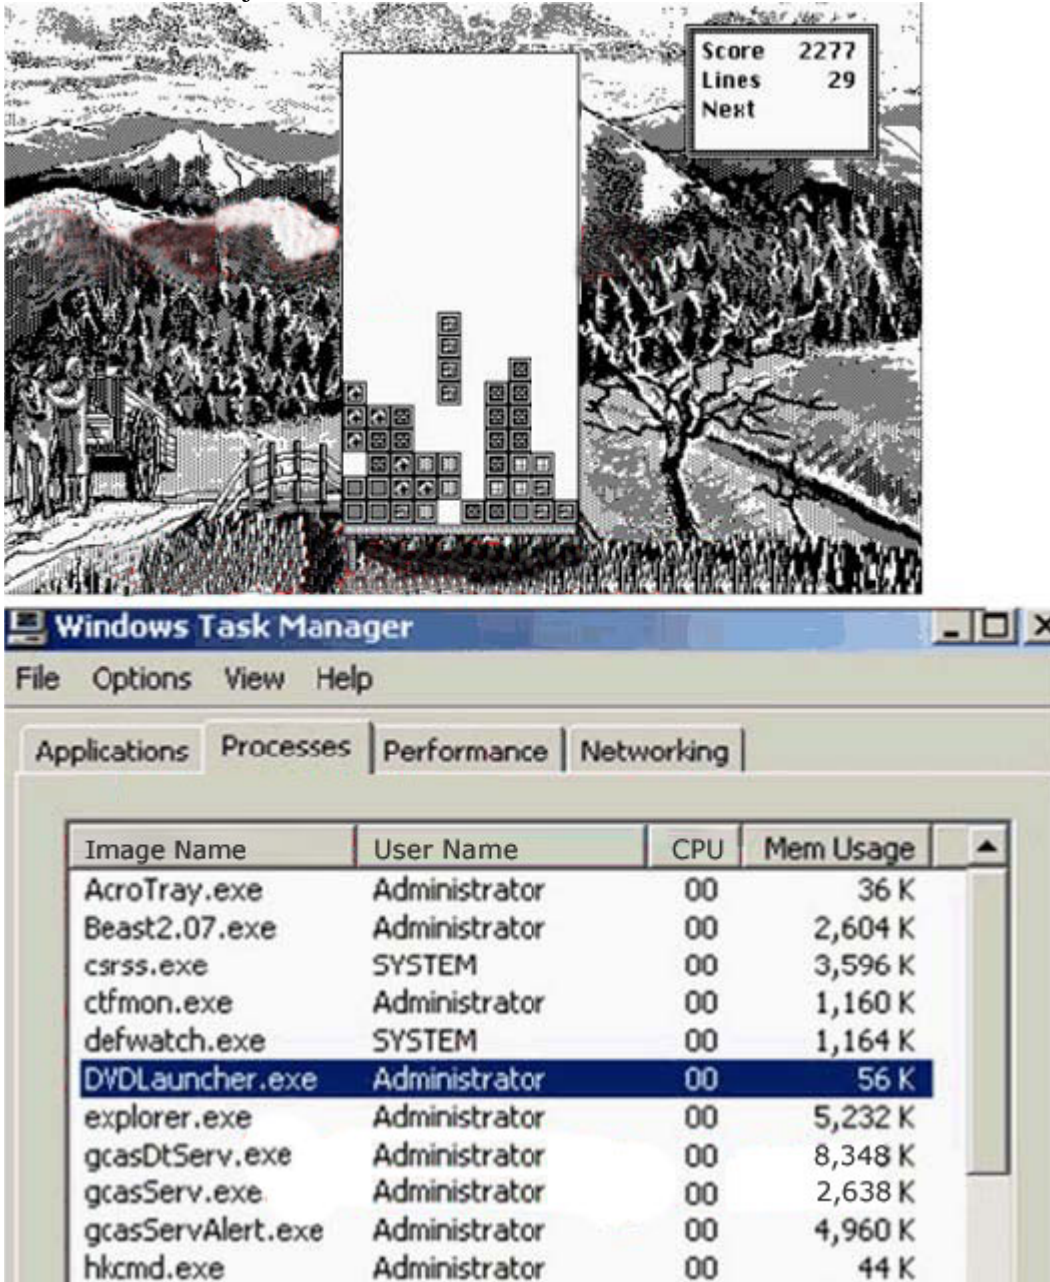 Score 2277
Lines 29
Next
Windows Task Manager
File Options View Help
Applications Processes Performance Networking
Image Name User Name CPU Mem Usage
AcroTray.exe Administrator 00 36 K
Beast2.07.exe Administrator 00 2,604 K
csrss.exe SYSTEM 00 3,596 K
ctfmon.exe Administrator 00 1,160 K
defwatch.exe SYSTEM 00 1,164 K
DVDLauncher.exe Administrator 00 56 K
explorer.exe Administrator 00 5,232 K
gcasDtServ.exe Administrator 00 8,348 K
gcasServ.exe Administrator 00 2,638 K
gcasServAlert.exe Administrator 00 4,960 K
hkcmd.exe Administrator 00 44 K